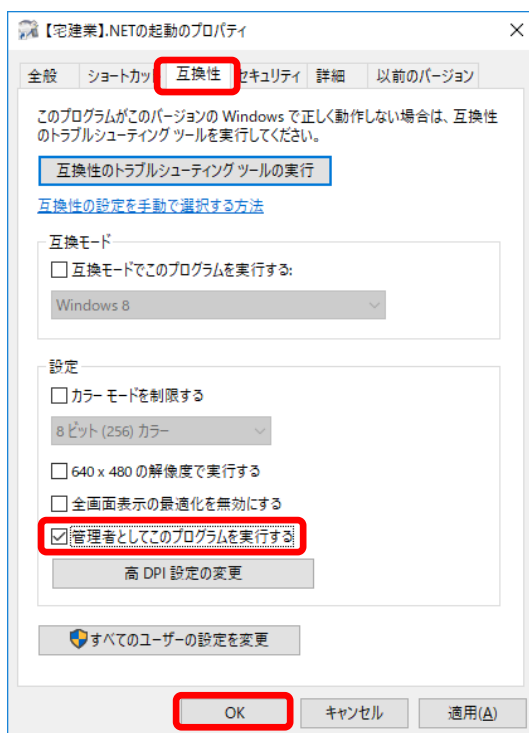 【宅建業】.NETの起動のプロパティ
全般 ショートカット 互換性 セキュリティ 詳細 以前のバージョン
このプログラムがこのバージョンの Windows で正しく動作しない場合は、互換性
のトラブルシューティング ツールを実行してください。
互換性のトラブルシューティング ツールの実行
互換性の設定を手動で選択する方法
互換モード
互換モードでこのプログラムを実行する:
Windows 8
設定
カラー モードを制限する
8 ビット (256) カラー
640 x 480 の解像度で実行する
全画面表示の最適化を無効にする
管理者としてこのプログラムを実行する
高 DPI 設定の変更
すべてのユーザーの設定を変更
OK キャンセル 適用(A)